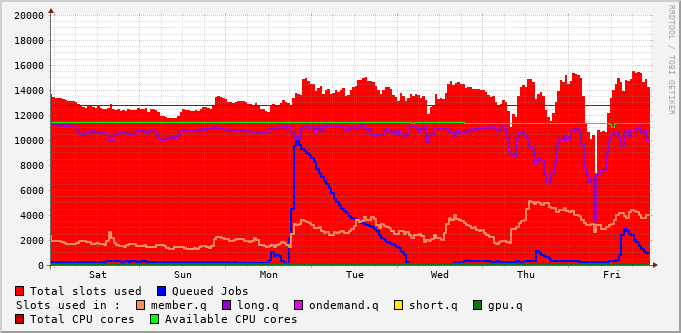 20000
18000
16000
14000
12000
10000
8000
6000
4000
2000
0
Sat Sun Mon Tue Wed Thu Fri
RRDTOOL / TOBI OETIKER
Total slots used Queued Jobs
Slots used in : member.q long.q ondemand.q short.q gpu.q
Total CPU cores Available CPU cores